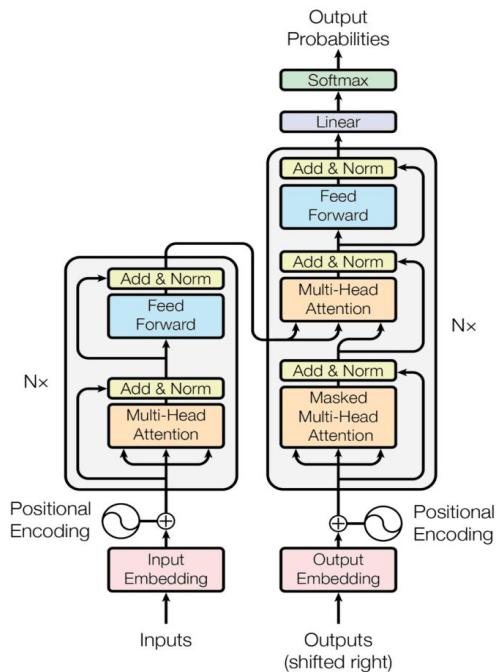 Output
Probabilities
Softmax
Linear
Add & Norm
Feed
Forward
Add & Norm
Multi-Head
Attention
Add & Norm
Masked
Multi-Head
Attention
N×
Add & Norm
Feed
Forward
N×
Add & Norm
Multi-Head
Attention
Positional
Encoding
Positional
Encoding
Input
Embedding
Output
Embedding
Inputs
Outputs
(shifted right)